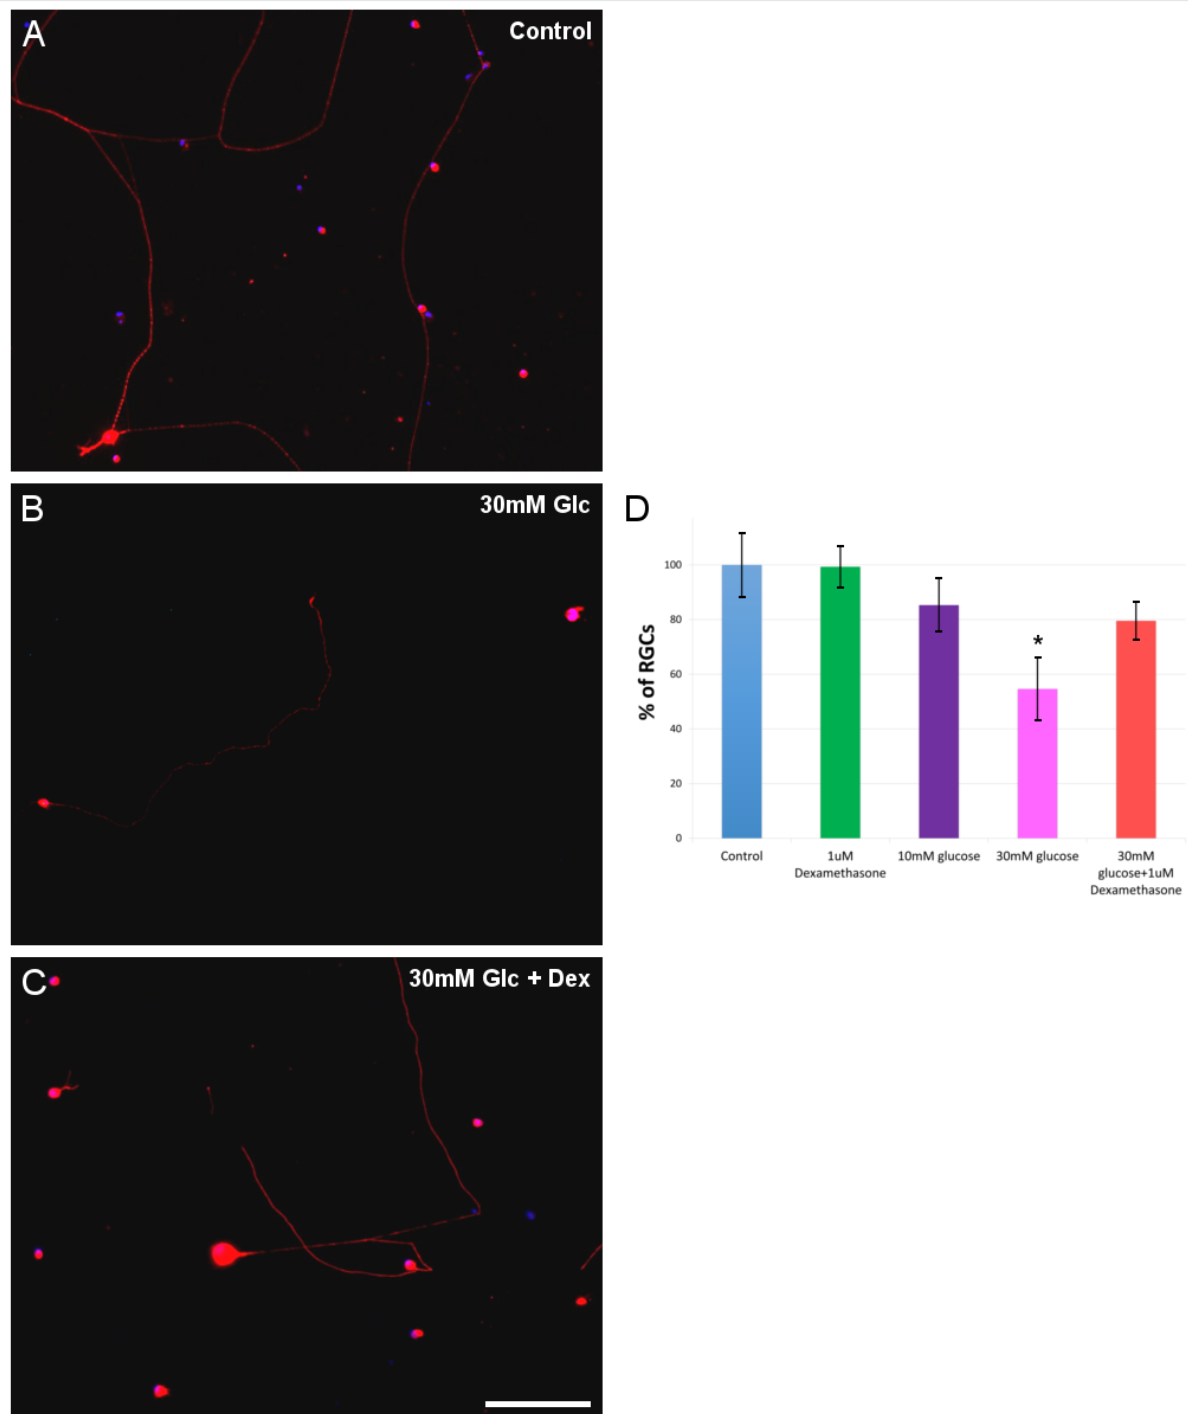 A
Control
B
30mM Glc
C
30mM Glc + Dex
D
% of RGCs
100
80
60
40
20
0
*
Control
1uM
Dexamethasone
10mM glucose
30mM glucose
30mM
glucose+1uM
Dexamethasone